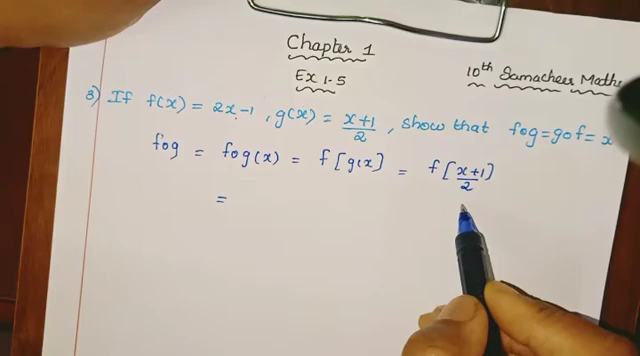 Chapter 1
Ex 1.5
10th Samacheer Maths
3) If f(x) = 2x-1, g(x) = x+1/2, show that fog=gof=x
fog = fog(x) = f[g(x] = f[x+1/2]
=